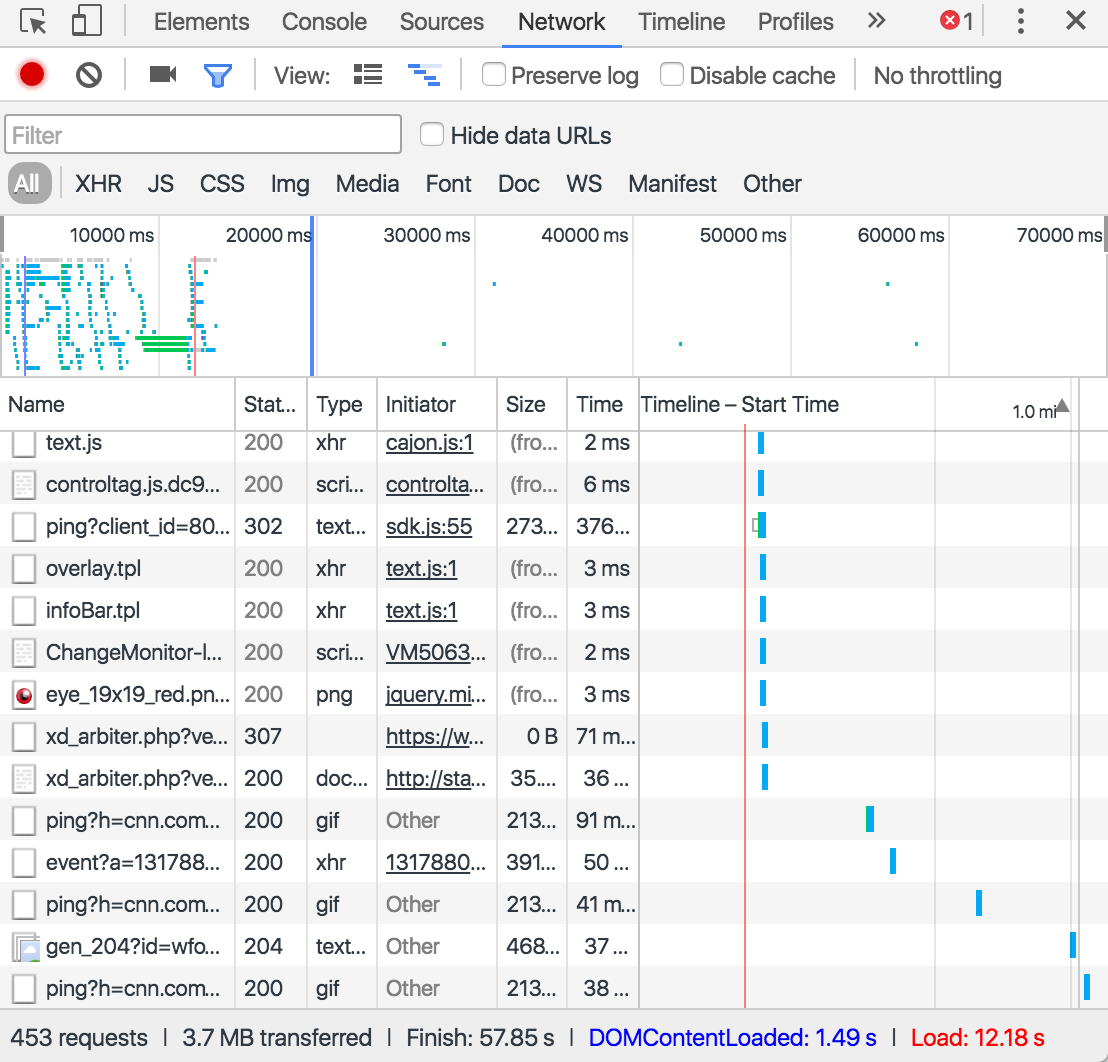 Elements Console Sources Network Timeline Profiles » 1
View: Preserve log Disable cache No throttling
Filter Hide data URLs
All XHR JS CSS Img Media Font Doc WS Manifest Other
10000 ms 20000 ms 30000 ms 40000 ms 50000 ms 60000 ms 70000 ms
Name Stat... Type Initiator Size Time Timeline – Start Time 1.0 mi
text.js 200 xhr cajon.js:1 (fro... 2 ms
controltag.js.dc9... 200 scri... controlta... (fro... 6 ms
ping?client_id=80... 302 text... sdk.js:55 273... 376...
overlay.tpl 200 xhr text.js:1 (fro... 3 ms
infoBar.tpl 200 xhr text.js:1 (fro... 3 ms
ChangeMonitor-l... 200 scri... VM5063... (fro... 2 ms
eye_19x19_red.pn... 200 png jquery.mi... (fro... 3 ms
xd_arbiter.php?ve... 307 https://w... 0 B 71 m...
xd_arbiter.php?ve... 200 doc... http://sta... 35.... 36 ...
ping?h=cnn.com... 200 gif Other 213... 91 m...
event?a=131788... 200 xhr 1317880... 391... 50 ...
ping?h=cnn.com... 200 gif Other 213... 41 m...
gen_204?id=wfo... 204 text... Other 468... 37 ...
ping?h=cnn.com... 200 gif Other 213... 38 ...
453 requests | 3.7 MB transferred | Finish: 57.85 s | DOMContentLoaded: 1.49 s | Load: 12.18 s